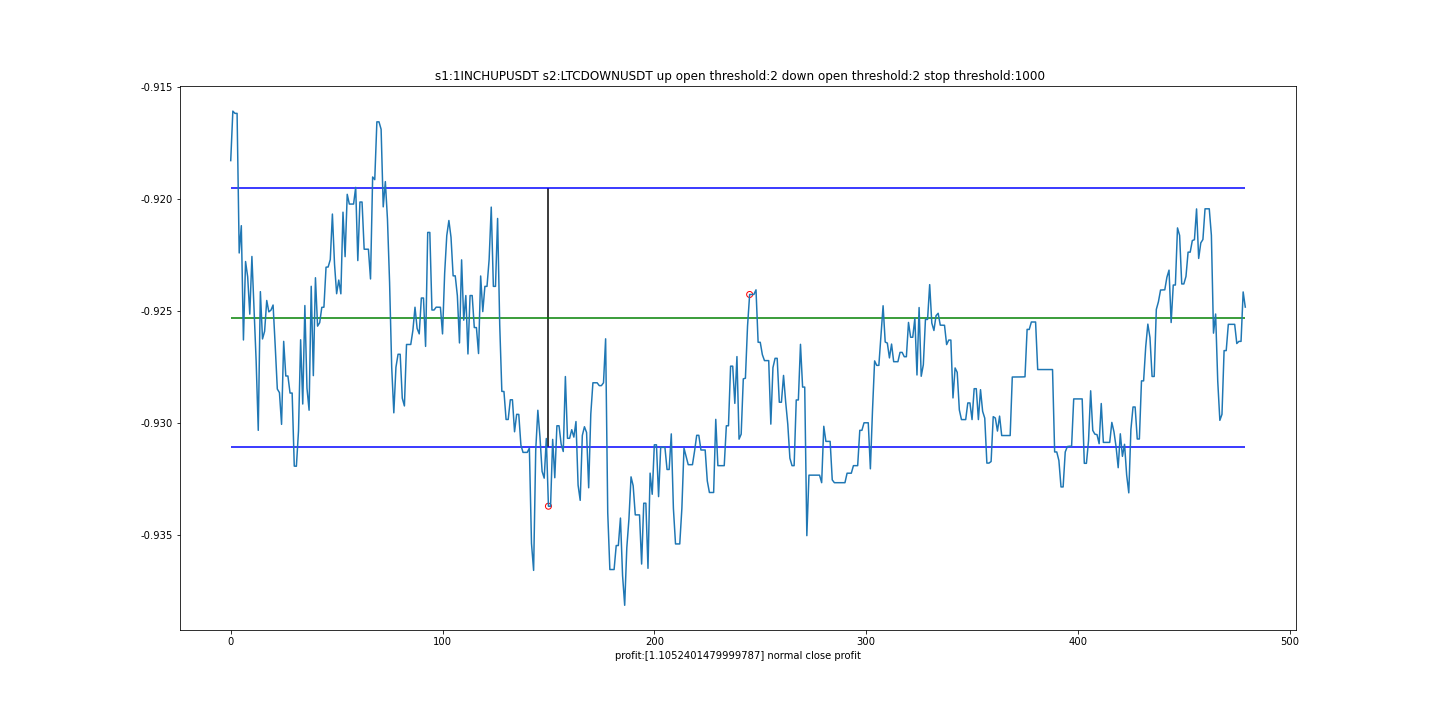 s1:1INCHUPUSDT s2:LTCDOWNUSDT up open threshold:2 down open threshold:2 stop threshold:1000
-0.915
-0.920
-0.925
-0.930
-0.935
0 100 200 300 400 500
profit:[1.1052401479999787] normal close profit